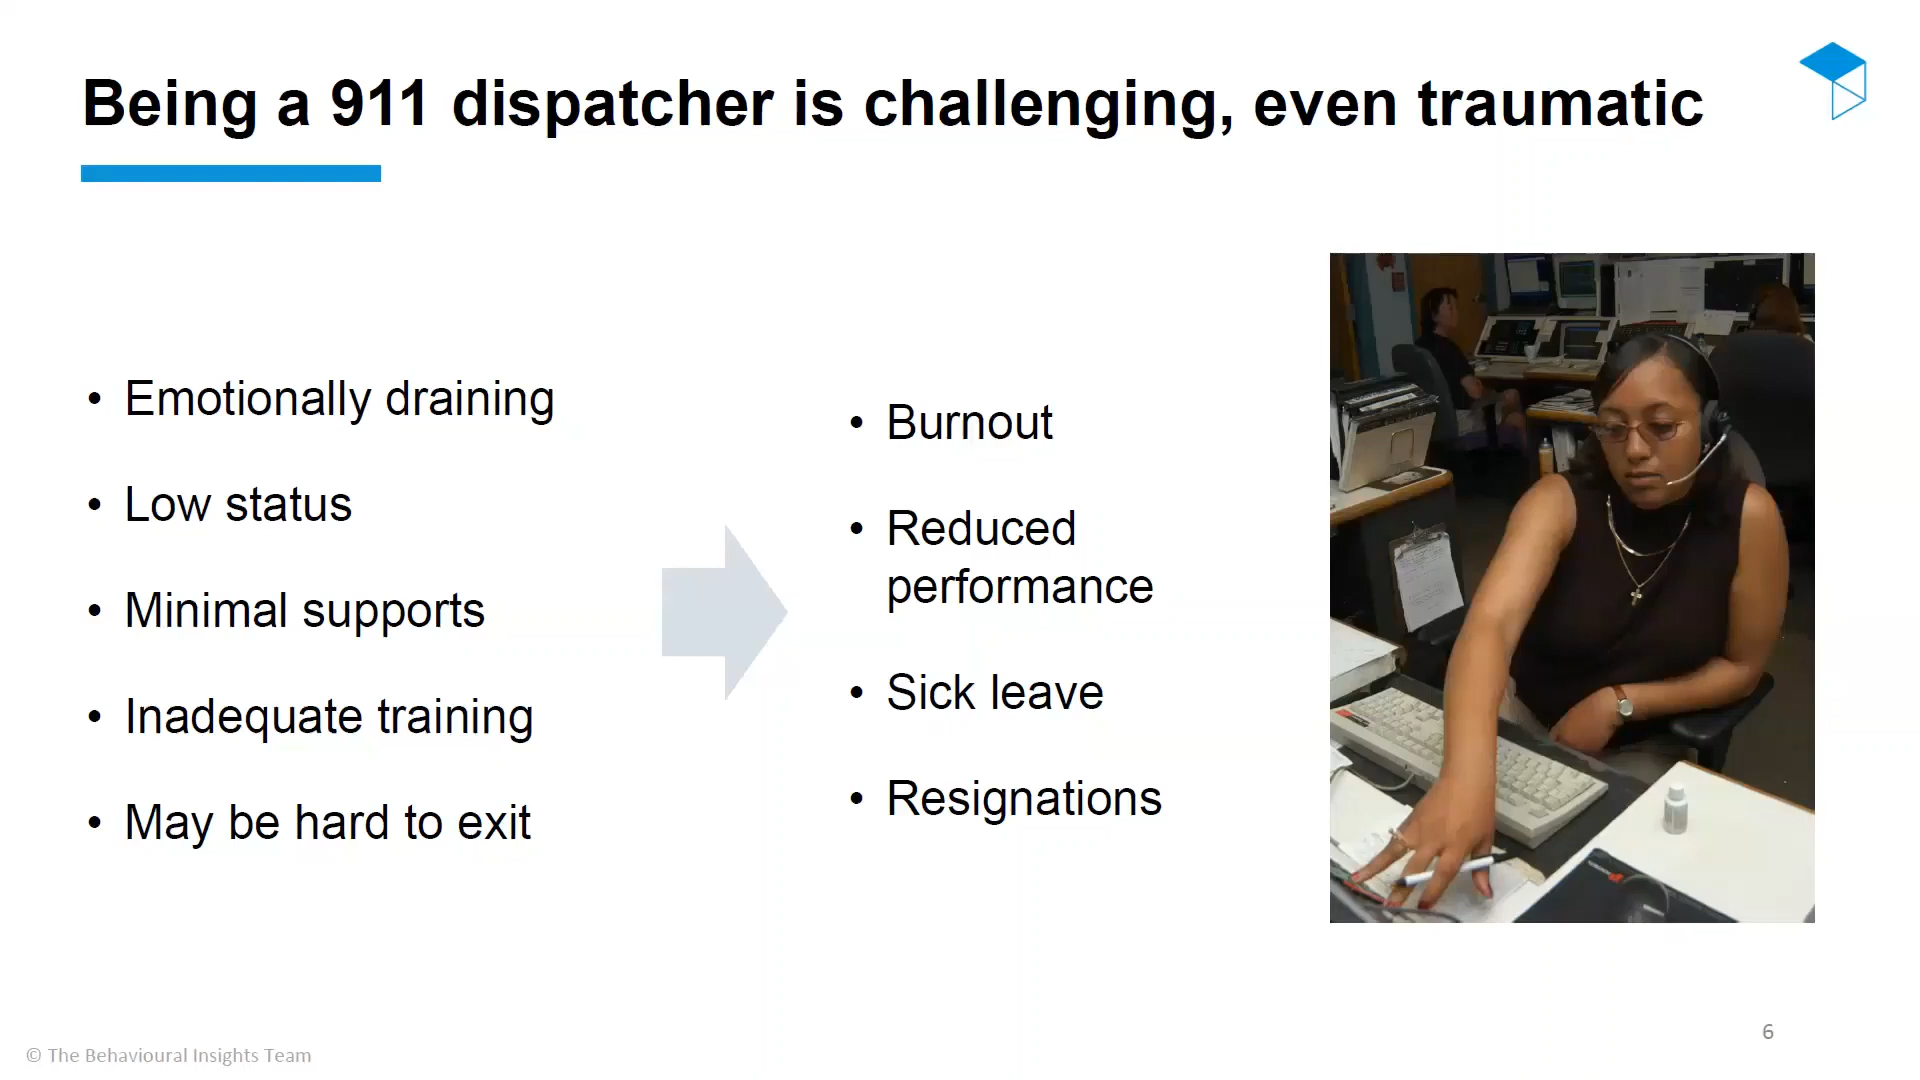 Being a 911 dispatcher is challenging, even traumatic
• Emotionally draining
• Low status
• Minimal supports
• Inadequate training
• May be hard to exit
• Burnout
• Reduced
performance
• Sick leave
• Resignations
6
© The Behavioural Insights Team